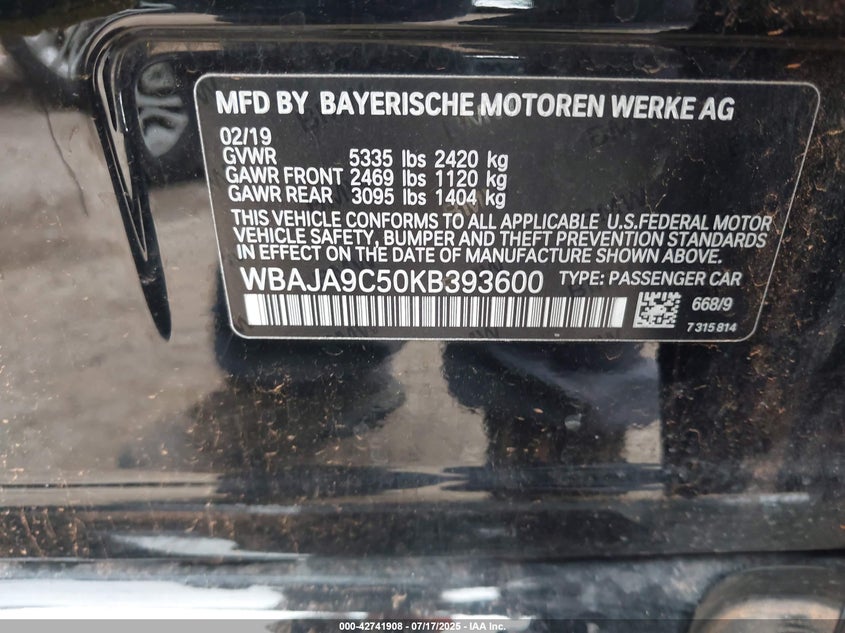 MFD BY BAYERISCHE MOTOREN WERKE AG
02/19
GVWR 5335 lbs 2420 kg
GAWR FRONT 2469 lbs 1120 kg
GAWR REAR 3095 lbs 1404 kg
THIS VEHICLE CONFORMS TO ALL APPLICABLE U.S.FEDERAL MOTOR
VEHICLE SAFETY, BUMPER AND THEFT PREVENTION STANDARDS
IN EFFECT ON THE DATE OF MANUFACTURE SHOWN ABOVE.
WBAJA9C50KB393600 TYPE: PASSENGER CAR
668/9
7 315 814
000-42741908 - 07/17/2025 - IAA Inc.